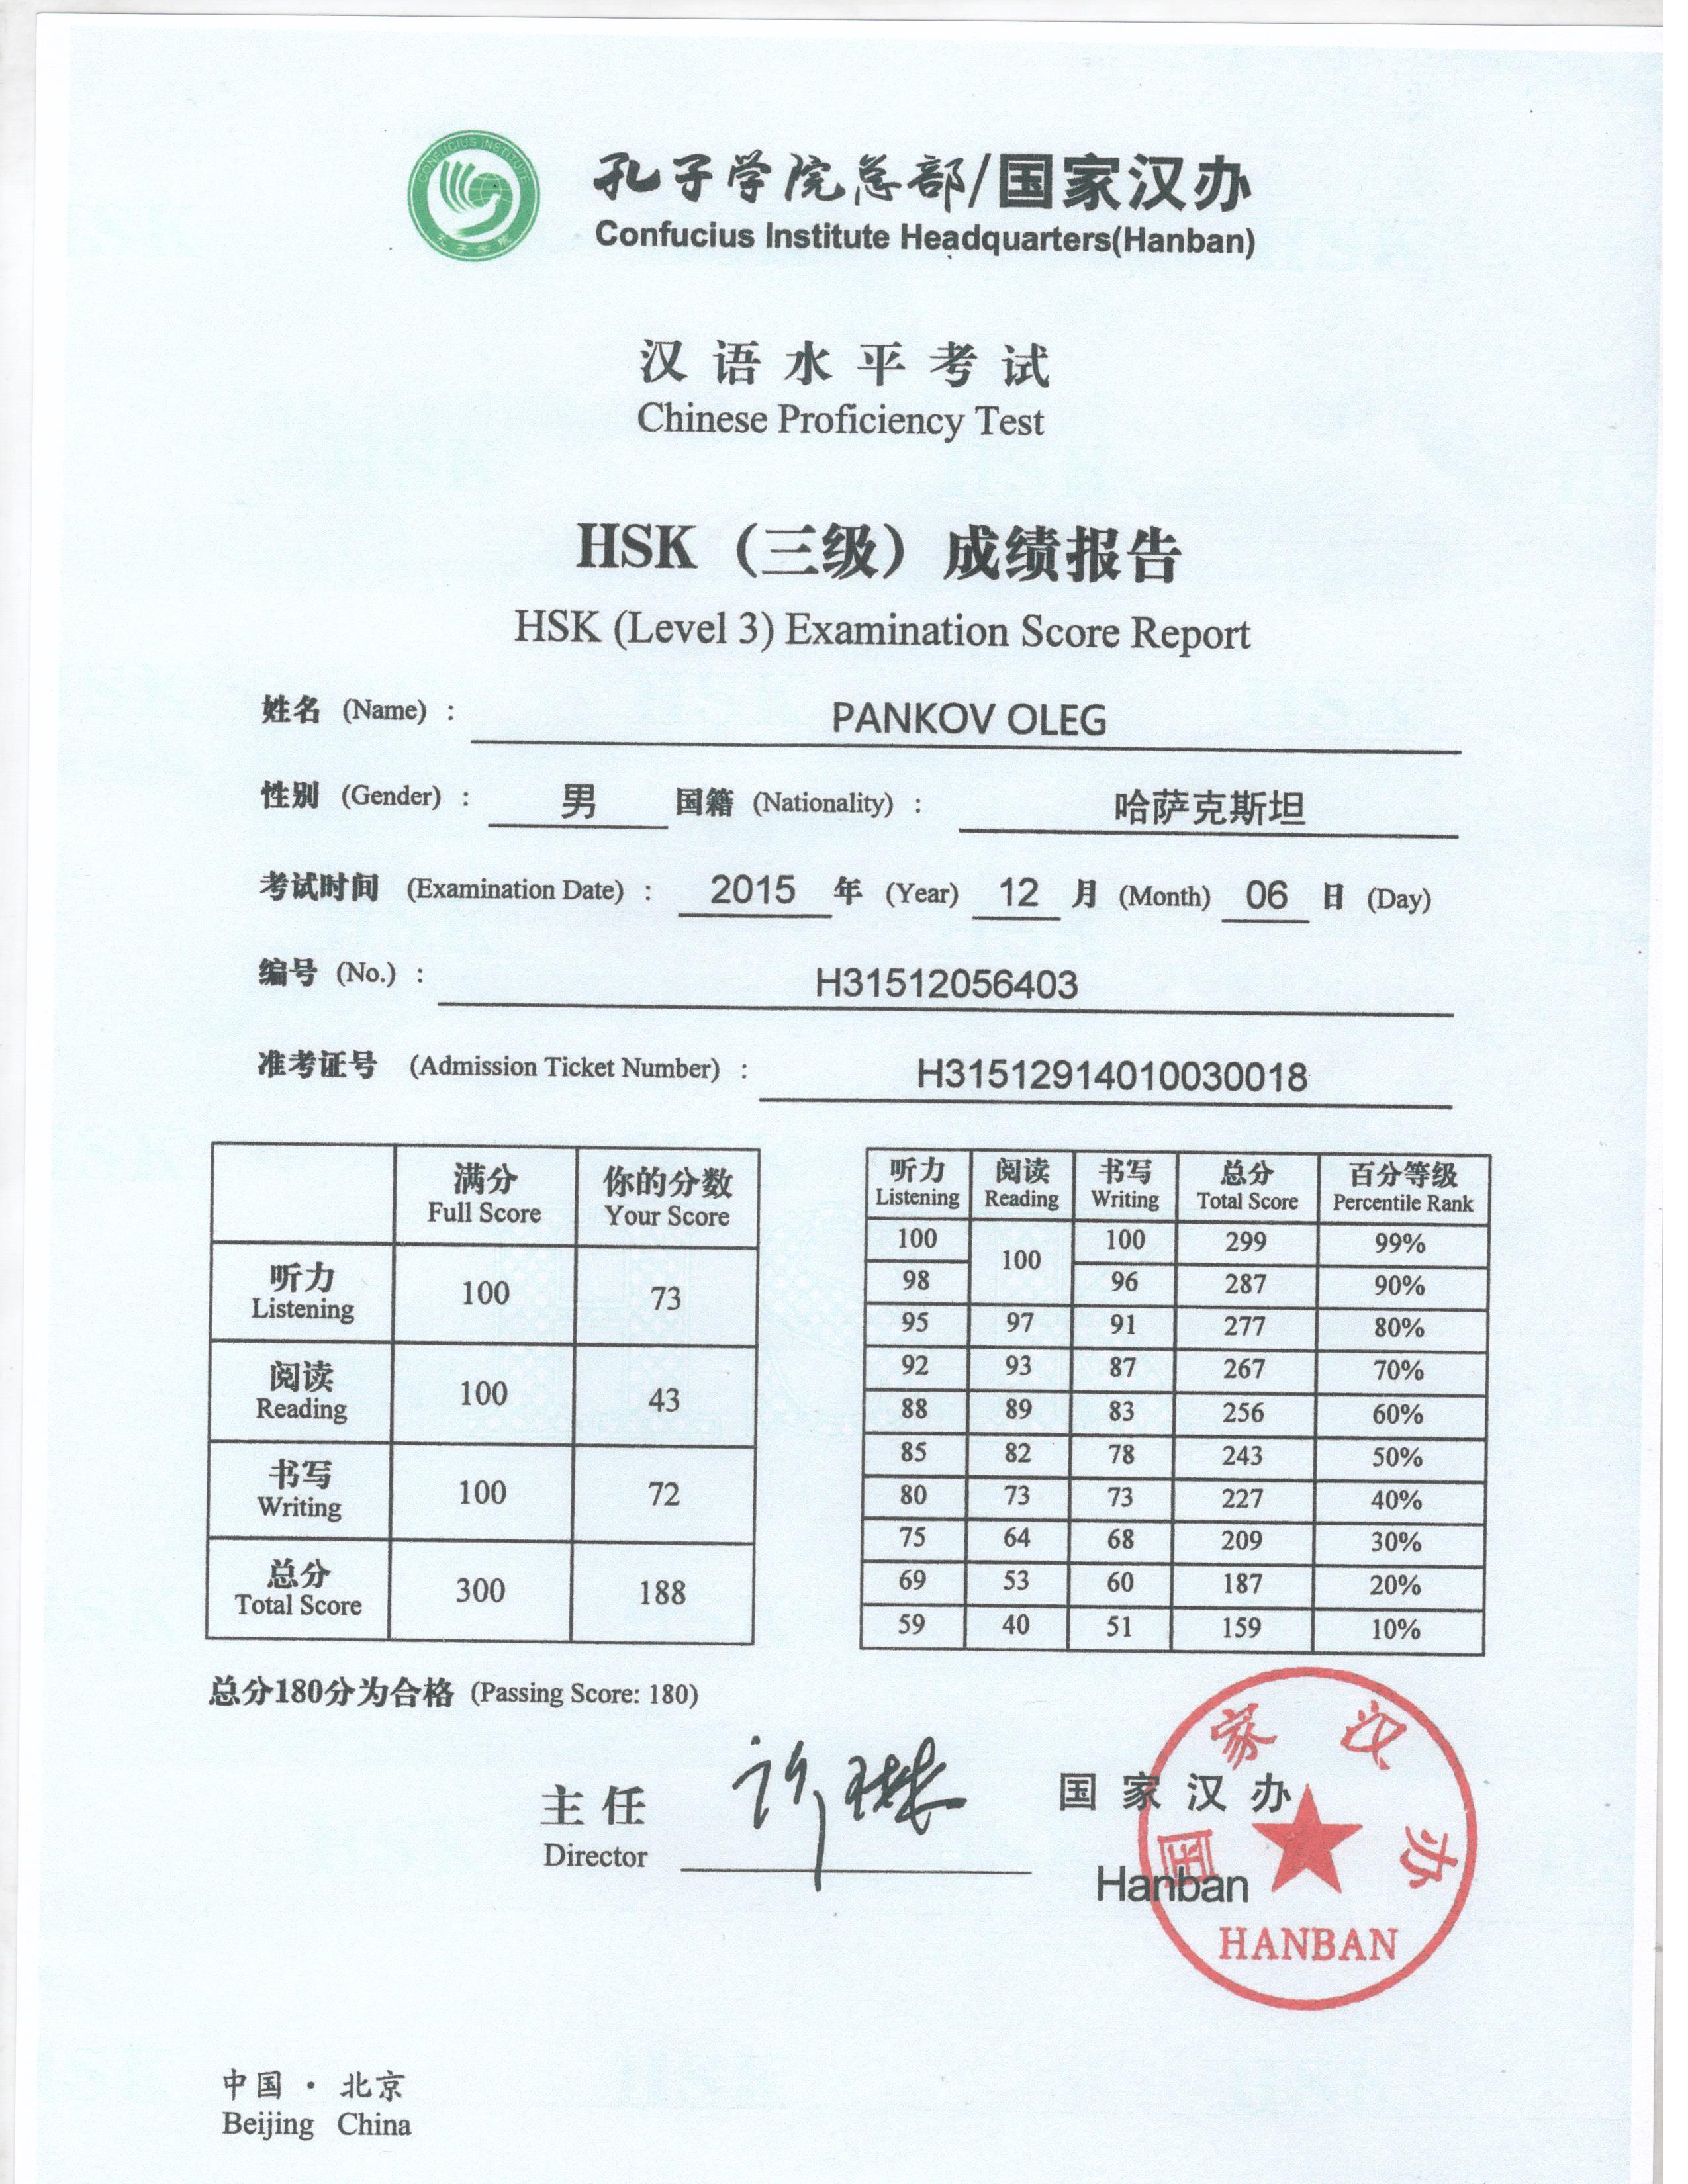 CONFUCIUS INSTITUTE
孔子学院
孔子学院总部/国家汉办
Confucius Institute Headquarters(Hanban)
汉语水平考试
Chinese Proficiency Test
HSK（三级）成绩报告
HSK (Level 3) Examination Score Report
姓名 (Name) : PANKOV OLEG
性别 (Gender) : 男 国籍 (Nationality) : 哈萨克斯坦
考试时间 (Examination Date) : 2015 年 (Year) 12 月 (Month) 06 日 (Day)
编号 (No.) : H31512056403
准考证号 (Admission Ticket Number) : H31512914010030018
满分 你的分数
Full Score Your Score
听力
Listening 100 73
阅读
Reading 100 43
书写
Writing 100 72
总分
Total Score 300 188
听力 阅读 书写 总分 百分等级
Listening Reading Writing Total Score Percentile Rank
100 100 100 299 99%
98 96 287 90%
95 97 91 277 80%
92 93 87 267 70%
88 89 83 256 60%
85 82 78 243 50%
80 73 73 227 40%
75 64 68 209 30%
69 53 60 187 20%
59 40 51 159 10%
总分180分为合格 (Passing Score: 180)
主任 许琳 国家汉办
Director Hanban
国家汉办
HANBAN
中国·北京
Beijing China